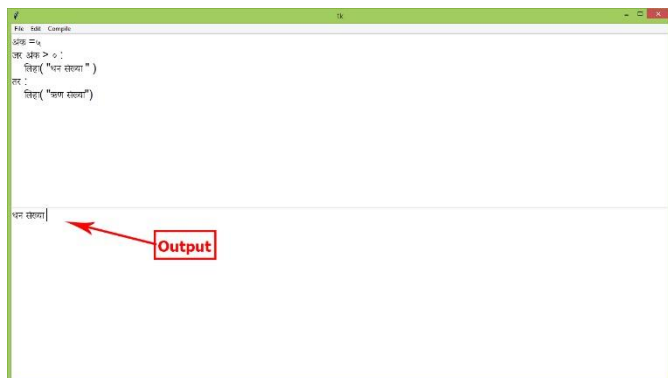 tk
File Edit Compile
अंक =५
जर अंक > ० :
लिहा( "धन संख्या " )
तर :
लिहा( "ऋण संख्या")
धन संख्या
Output